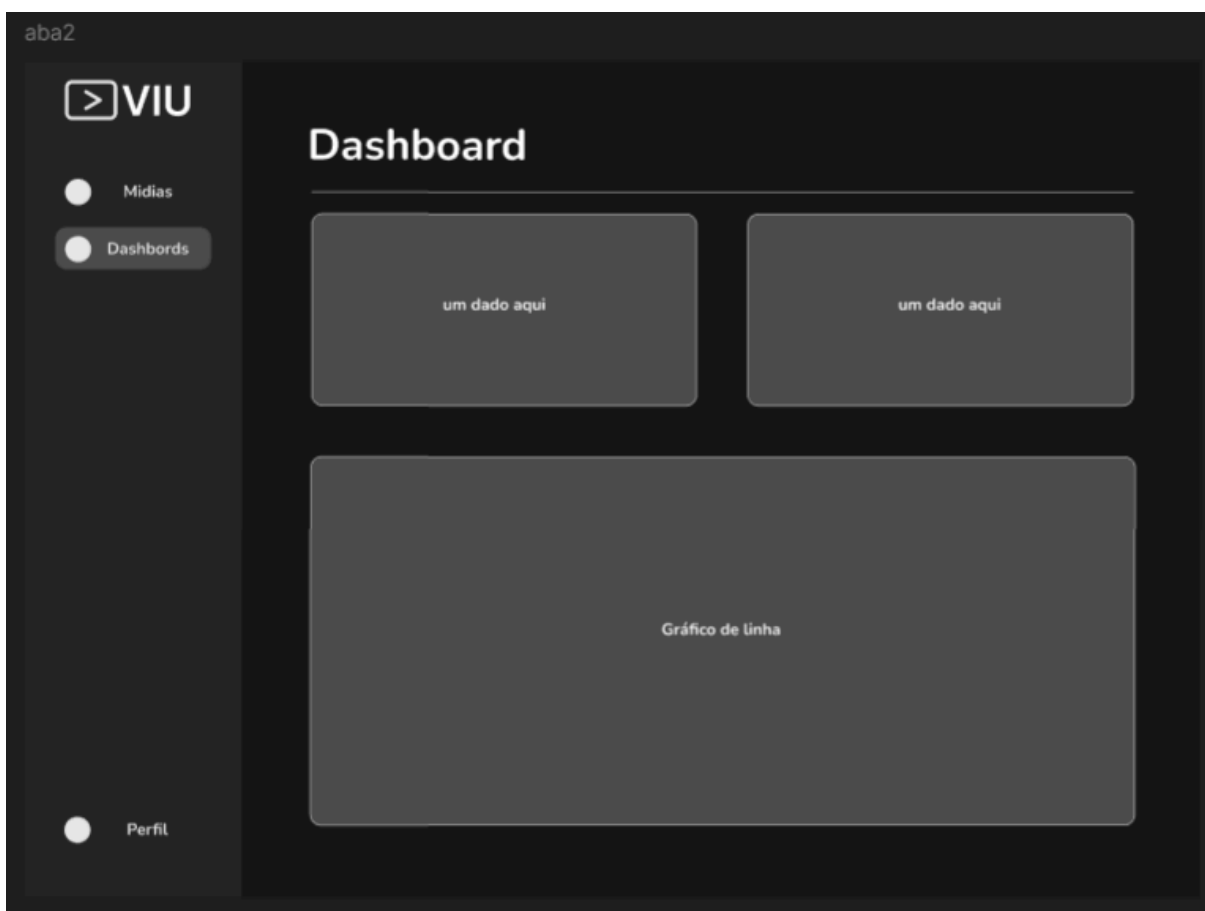 aba2
>VIU
Midias
Dashbords
Perfil
Dashboard
um dado aqui
um dado aqui
Gráfico de linha